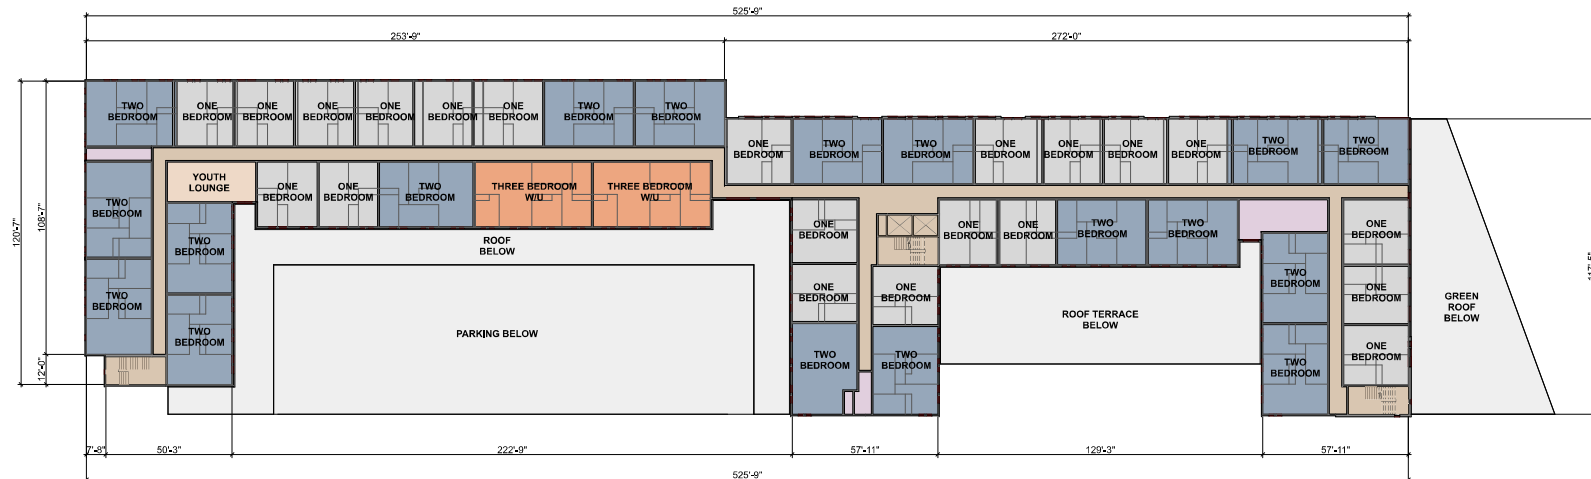 525'-9"
253'-9"
272'-0"
TWO
BEDROOM
ONE
BEDROOM
ONE
BEDROOM
ONE
BEDROOM
ONE
BEDROOM
ONE
BEDROOM
ONE
BEDROOM
TWO
BEDROOM
TWO
BEDROOM
ONE
BEDROOM
TWO
BEDROOM
TWO
BEDROOM
ONE
BEDROOM
ONE
BEDROOM
ONE
BEDROOM
ONE
BEDROOM
TWO
BEDROOM
TWO
BEDROOM
YOUTH
LOUNGE
ONE
BEDROOM
ONE
BEDROOM
TWO
BEDROOM
THREE BEDROOM
W/U
THREE BEDROOM
W/U
120'-7"
108'-7"
12'-0"
TWO
BEDROOM
TWO
BEDROOM
TWO
BEDROOM
TWO
BEDROOM
ROOF
BELOW
PARKING BELOW
ONE
BEDROOM
ONE
BEDROOM
TWO
BEDROOM
ONE
BEDROOM
TWO
BEDROOM
ONE
BEDROOM
ONE
BEDROOM
TWO
BEDROOM
TWO
BEDROOM
ROOF TERRACE
BELOW
TWO
BEDROOM
TWO
BEDROOM
ONE
BEDROOM
ONE
BEDROOM
ONE
BEDROOM
GREEN
ROOF
BELOW
7'-8"
50'-3"
222'-9"
57'-11"
129'-3"
57'-11"
525'-9"